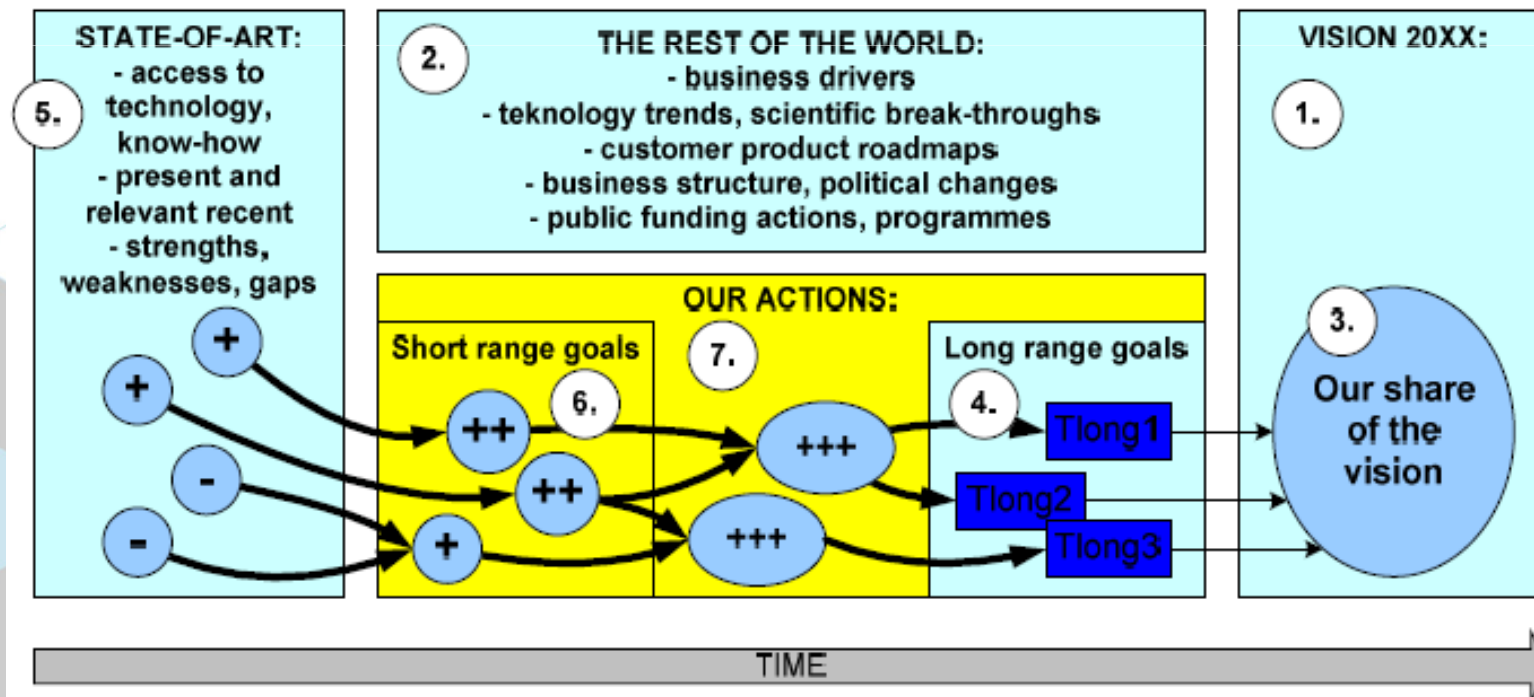 STATE-OF-ART:
- access to
technology,
know-how
- present and
relevant recent
- strengths,
weaknesses, gaps
5.
+
+
-
-
2.
THE REST OF THE WORLD:
- business drivers
- teknology trends, scientific break-throughs
- customer product roadmaps
- business structure, political changes
- public funding actions, programmes
OUR ACTIONS:
Short range goals
6.
++
++
+
7.
+++
+++
Long range goals
4.
Tlong1
Tlong2
Tlong3
VISION 20XX:
1.
3.
Our share
of the
vision
TIME